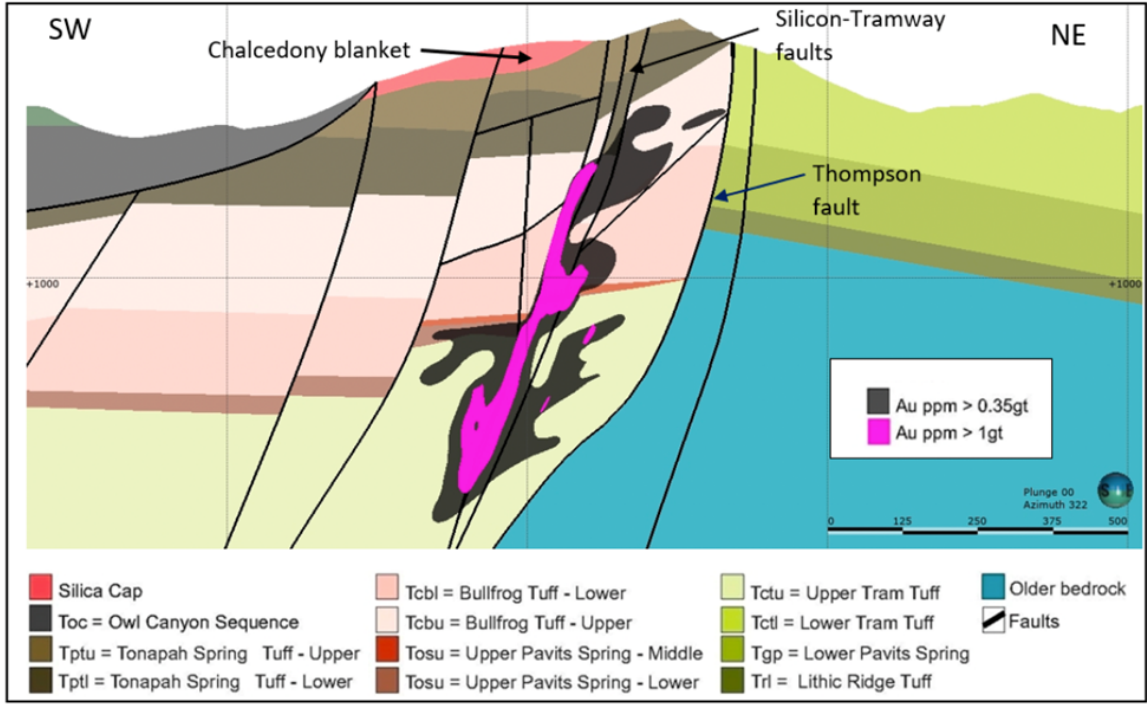 SW
Silicon-Tramway
faults
NE
Chalcedony blanket
Thompson
fault
+1000
+1000
Au ppm > 0.35gt
Au ppm > 1gt
Plunge 00
Azimuth 322
0 125 250 375 500
Silica Cap
Toc = Owl Canyon Sequence
Tptu = Tonapah Spring Tuff - Upper
Tptl = Tonapah Spring Tuff - Lower
Tcbl = Bullfrog Tuff - Lower
Tcbu = Bullfrog Tuff - Upper
Tosu = Upper Pavits Spring - Middle
Tosu = Upper Pavits Spring - Lower
Tctu = Upper Tram Tuff
Tctl = Lower Tram Tuff
Tgp = Lower Pavits Spring
Trl = Lithic Ridge Tuff
Older bedrock
Faults